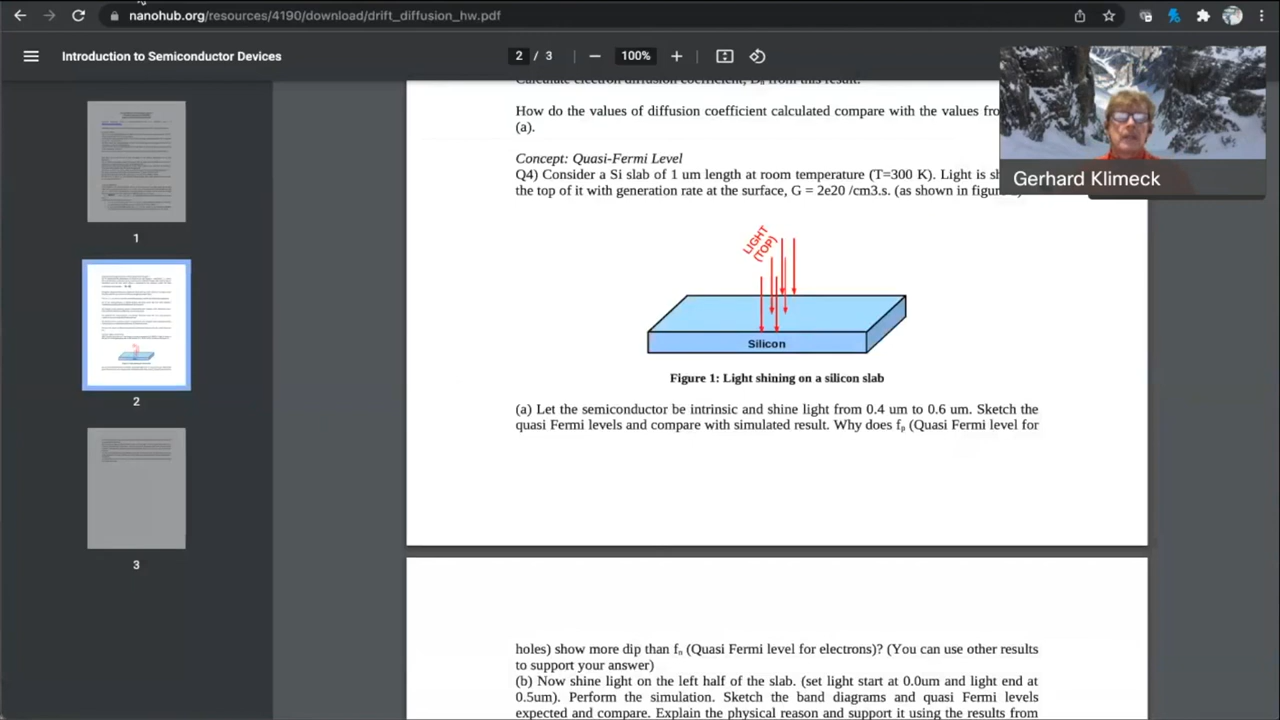 nanohub.org/resources/4190/download/drift_diffusion_hw.pdf
Introduction to Semiconductor Devices
2 / 3
100%
Gerhard Klimeck
1
2
3
How do the values of diffusion coefficient calculated compare with the values
(a).
Concept: Quasi-Fermi Level
Q4) Consider a Si slab of 1 um length at room temperature (T=300 K). Light is
the top of it with generation rate at the surface, G = 2e20 /cm3.s. (as shown in
LIGHT
(TOP)
Silicon
Figure 1: Light shining on a silicon slab
(a) Let the semiconductor be intrinsic and shine light from 0.4 um to 0.6 um. Sketch the
quasi Fermi levels and compare with simulated result. Why does fp (Quasi Fermi level for
holes) show more dip than fn (Quasi Fermi level for electrons)? (You can use other results
to support your answer)
(b) Now shine light on the left half of the slab. (set light start at 0.0um and light end at
0.5um). Perform the simulation. Sketch the band diagrams and quasi Fermi levels
expected and compare. Explain the physical reason and support it using the results from